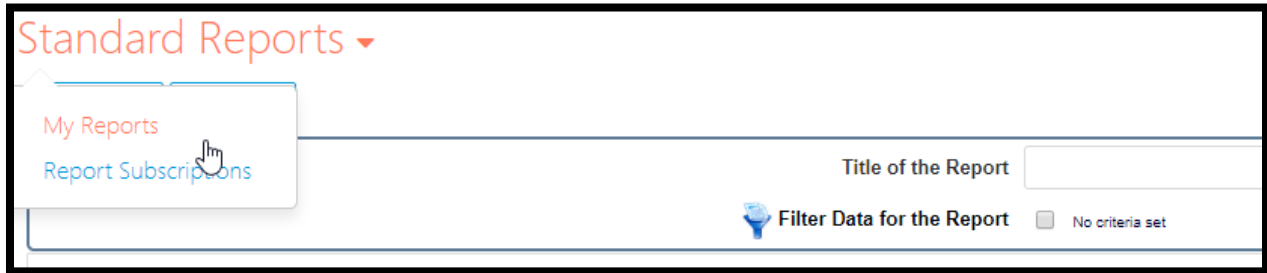 Standard Reports
My Reports
Report Subscriptions
Title of the Report
Filter Data for the Report
No criteria set